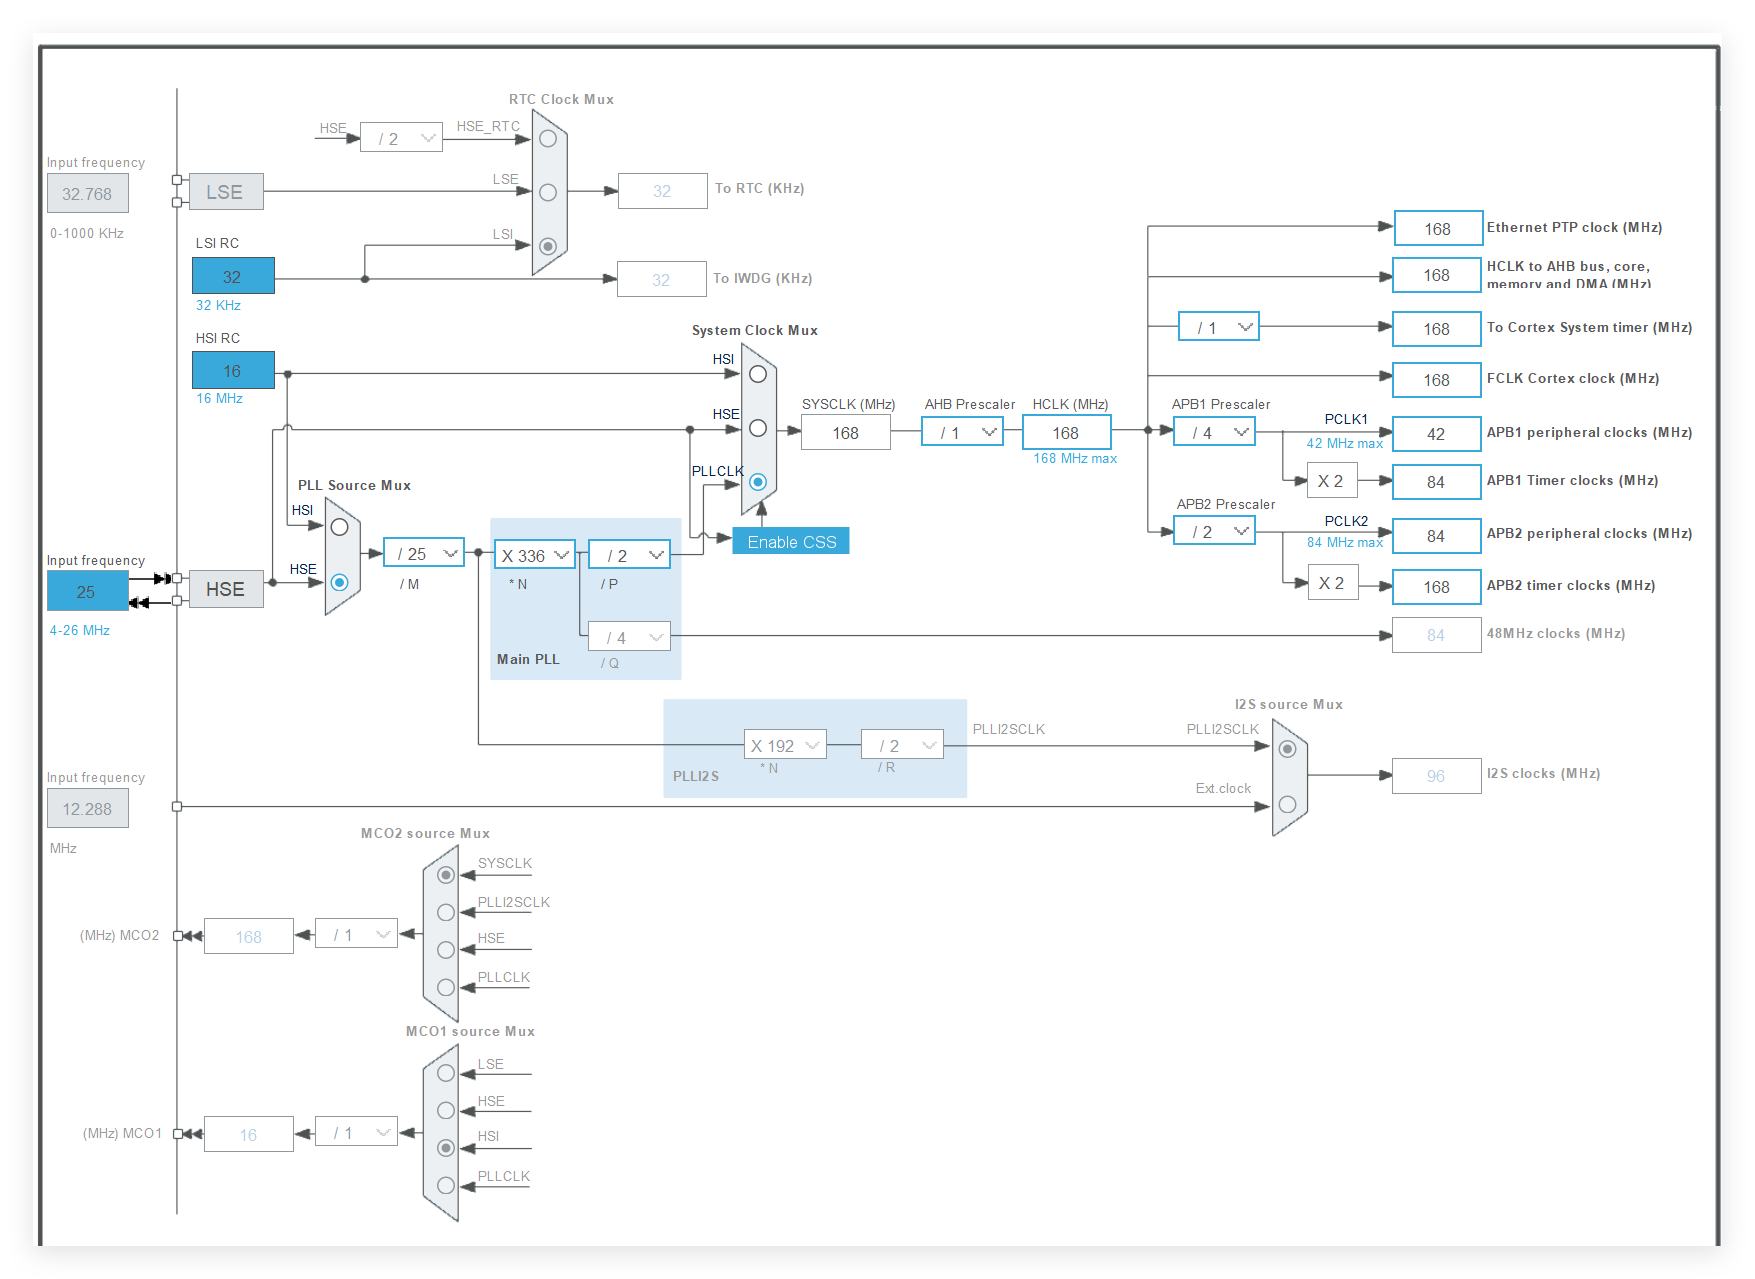 RTC Clock Mux
HSE
/ 2
HSE_RTC
Input frequency
32.768
0-1000 KHz
LSE
LSE
32
To RTC (KHz)
LSI
LSI RC
32
32 KHz
32
To IWDG (KHz)
HSI RC
16
16 MHz
System Clock Mux
HSI
HSE
PLLCLK
Enable CSS
SYSCLK (MHz)
168
AHB Prescaler
/ 1
HCLK (MHz)
168
168 MHz max
168
Ethernet PTP clock (MHz)
168
HCLK to AHB bus, core,
memory and DMA (MHz)
/ 1
168
To Cortex System timer (MHz)
168
FCLK Cortex clock (MHz)
APB1 Prescaler
/ 4
PCLK1
42 MHz max
42
APB1 peripheral clocks (MHz)
X 2
84
APB1 Timer clocks (MHz)
APB2 Prescaler
/ 2
PCLK2
84 MHz max
84
APB2 peripheral clocks (MHz)
X 2
168
APB2 timer clocks (MHz)
84
48MHz clocks (MHz)
PLL Source Mux
HSI
HSE
Input frequency
25
4-26 MHz
HSE
/ 25
/ M
X 336
* N
/ 2
/ P
/ 4
/ Q
Main PLL
X 192
* N
/ 2
/ R
PLLI2S
PLLI2SCLK
I2S source Mux
PLLI2SCLK
Ext.clock
96
I2S clocks (MHz)
Input frequency
12.288
MHz
MCO2 source Mux
SYSCLK
PLLI2SCLK
HSE
PLLCLK
(MHz) MCO2
168
/ 1
MCO1 source Mux
LSE
HSE
HSI
PLLCLK
(MHz) MCO1
16
/ 1